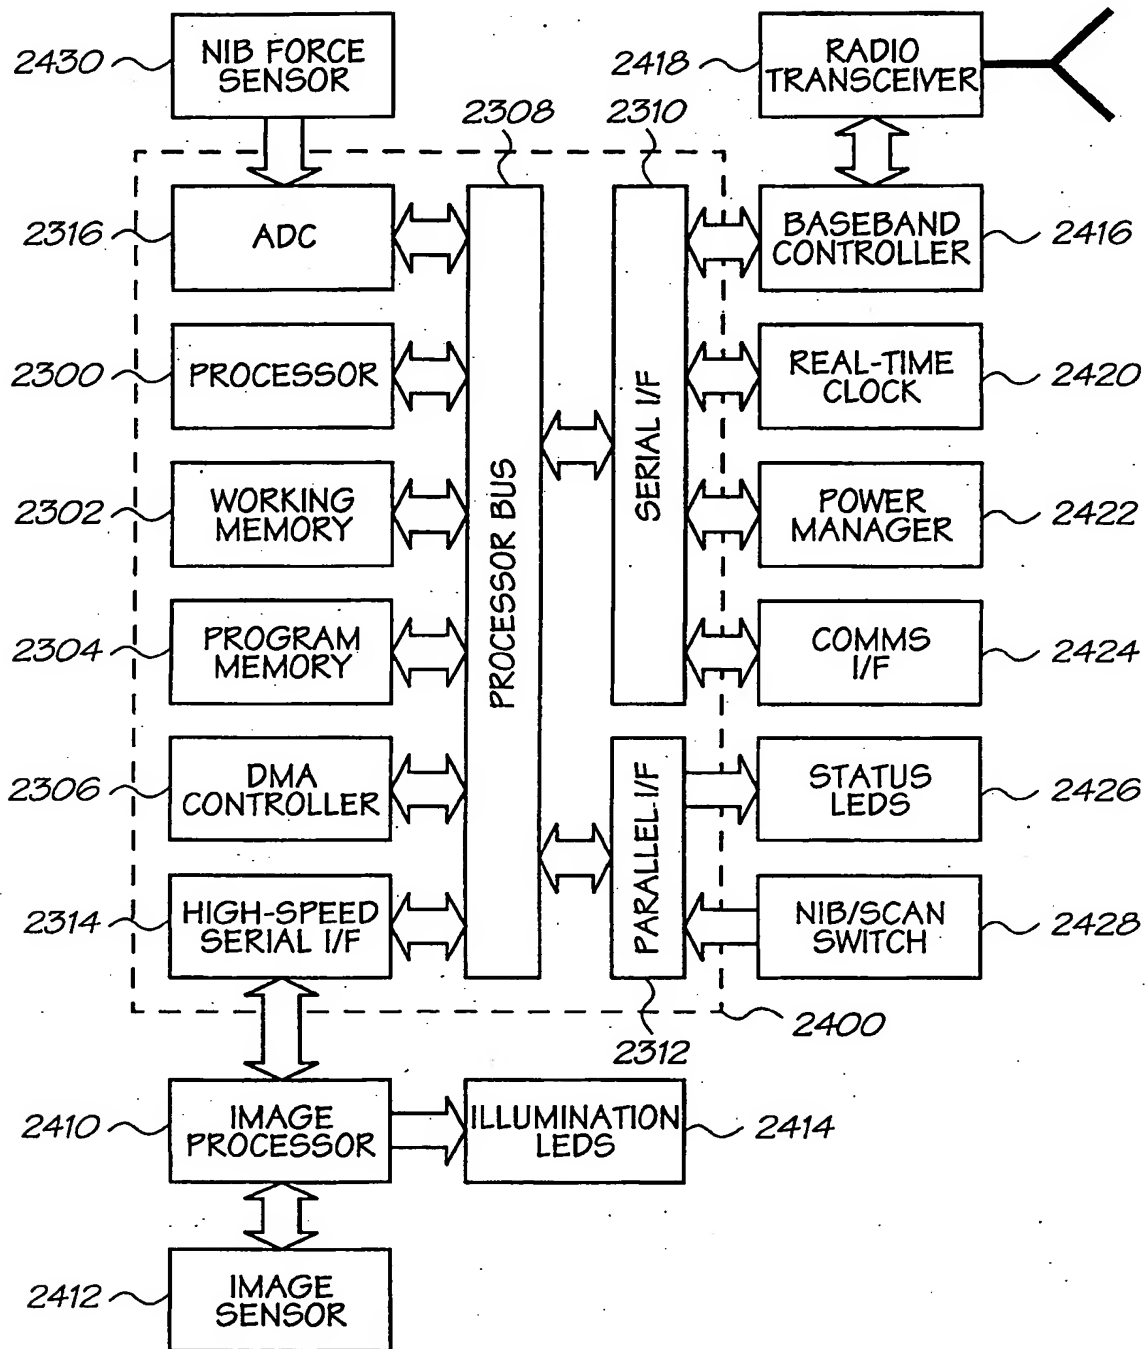 2430
NIB FORCE
SENSOR
2418
RADIO
TRANSCEIVER
2308
2310
2316
ADC
BASEBAND
CONTROLLER
2416
2300
PROCESSOR
REAL-TIME
CLOCK
2420
2302
WORKING
MEMORY
PROCESSOR BUS
SERIAL I/F
POWER
MANAGER
2422
2304
PROGRAM
MEMORY
COMMS
I/F
2424
2306
DMA
CONTROLLER
PARALLEL I/F
STATUS
LEDS
2426
2314
HIGH-SPEED
SERIAL I/F
NIB/SCAN
SWITCH
2428
2312
2400
2410
IMAGE
PROCESSOR
ILLUMINATION
LEDS
2414
2412
IMAGE
SENSOR